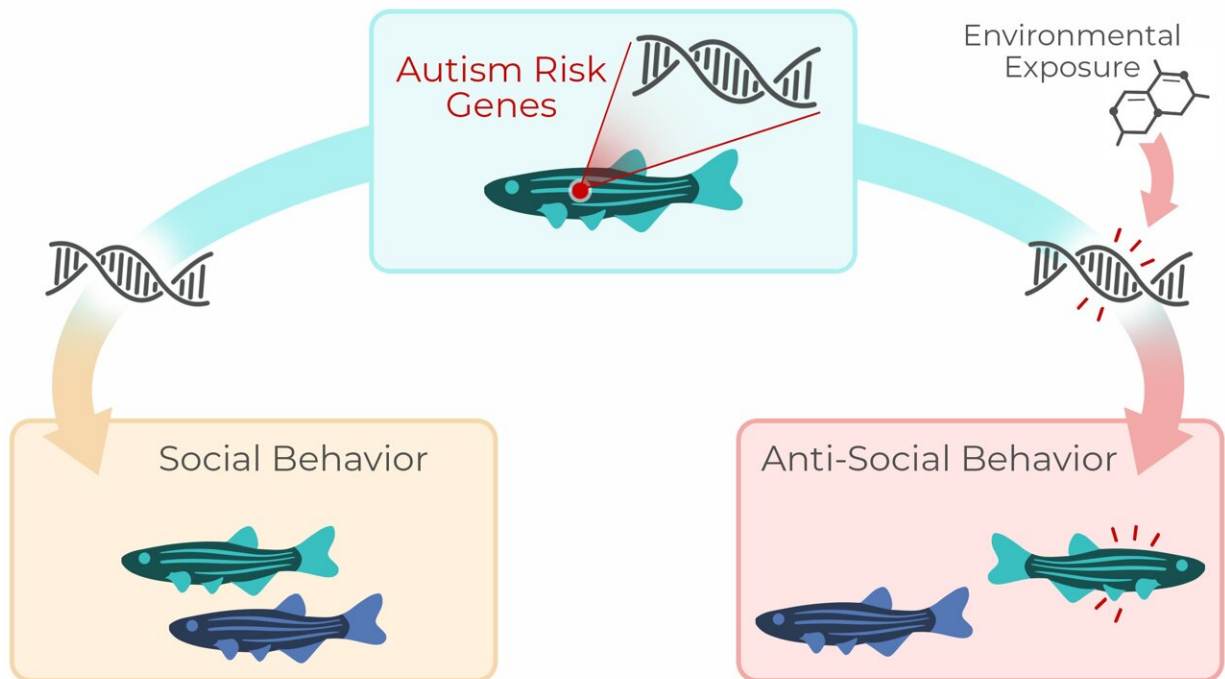 Autism Risk
Genes
Environmental
Exposure
Social Behavior
Anti-Social Behavior